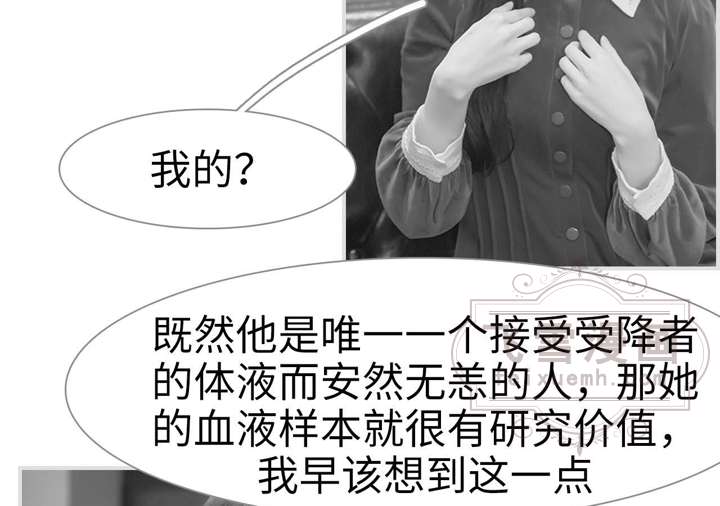 我的？
既然他是唯一一个接受受降者
的体液而安然无恙的人，那她
的血液样本就很有研究价值，
我早该想到这一点